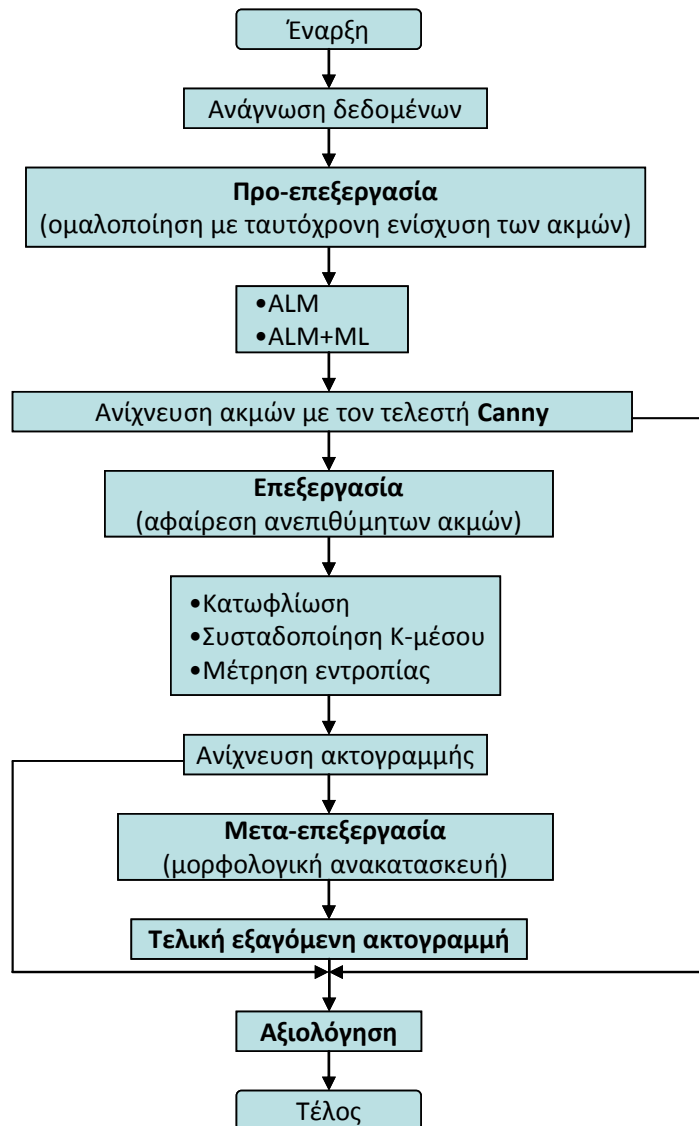 Έναρξη
Ανάγνωση δεδομένων
Προ-επεξεργασία
(ομαλοποίηση με ταυτόχρονη ενίσχυση των ακμών)
•ALM
•ALM+ML
Ανίχνευση ακμών με τον τελεστή Canny
Επεξεργασία
(αφαίρεση ανεπιθύμητων ακμών)
•Κατωφλίωση
•Συσταδοποίηση Κ-μέσου
•Μέτρηση εντροπίας
Ανίχνευση ακτογραμμής
Μετα-επεξεργασία
(μορφολογική ανακατασκευή)
Τελική εξαγόμενη ακτογραμμή
Αξιολόγηση
Τέλος